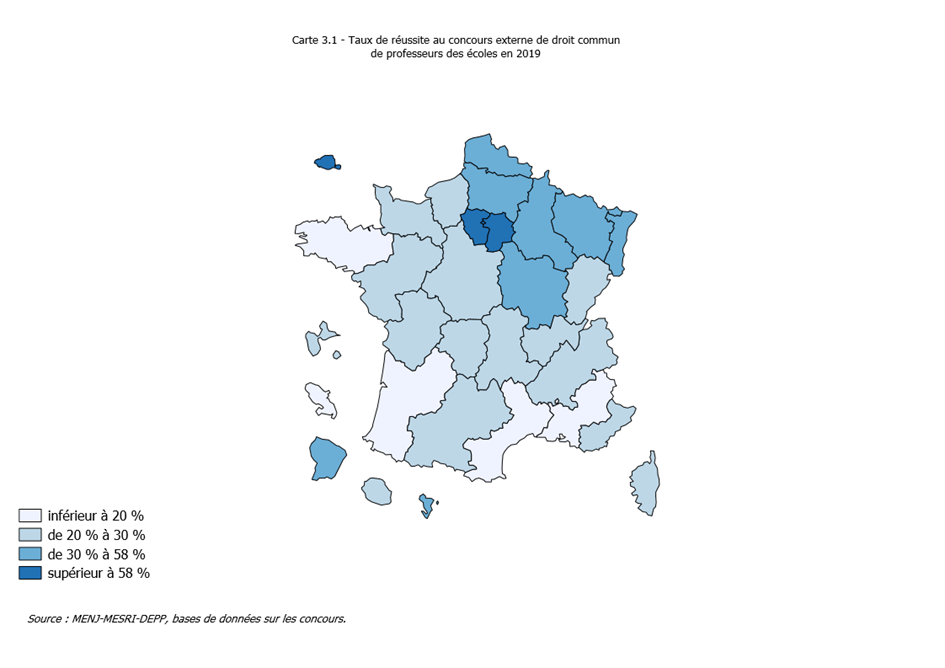 Carte 3.1 - Taux de réussite au concours externe de droit commun
de professeurs des écoles en 2019
inférieur à 20 %
de 20 % à 30 %
de 30 % à 58 %
supérieur à 58 %
Source : MENJ-MESRI-DEPP, bases de données sur les concours.